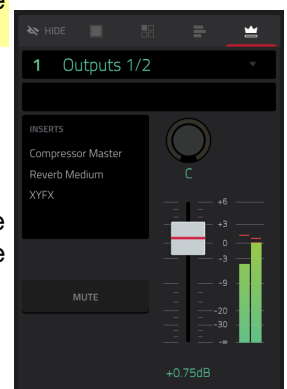 e
HIDE
1 Outputs 1/2
INSERTS
Compressor Master
Reverb Medium
XYFX
C
+6
+3
0
-3
-9
-20
-30
-∞
e
e
MUTE
+0.75dB